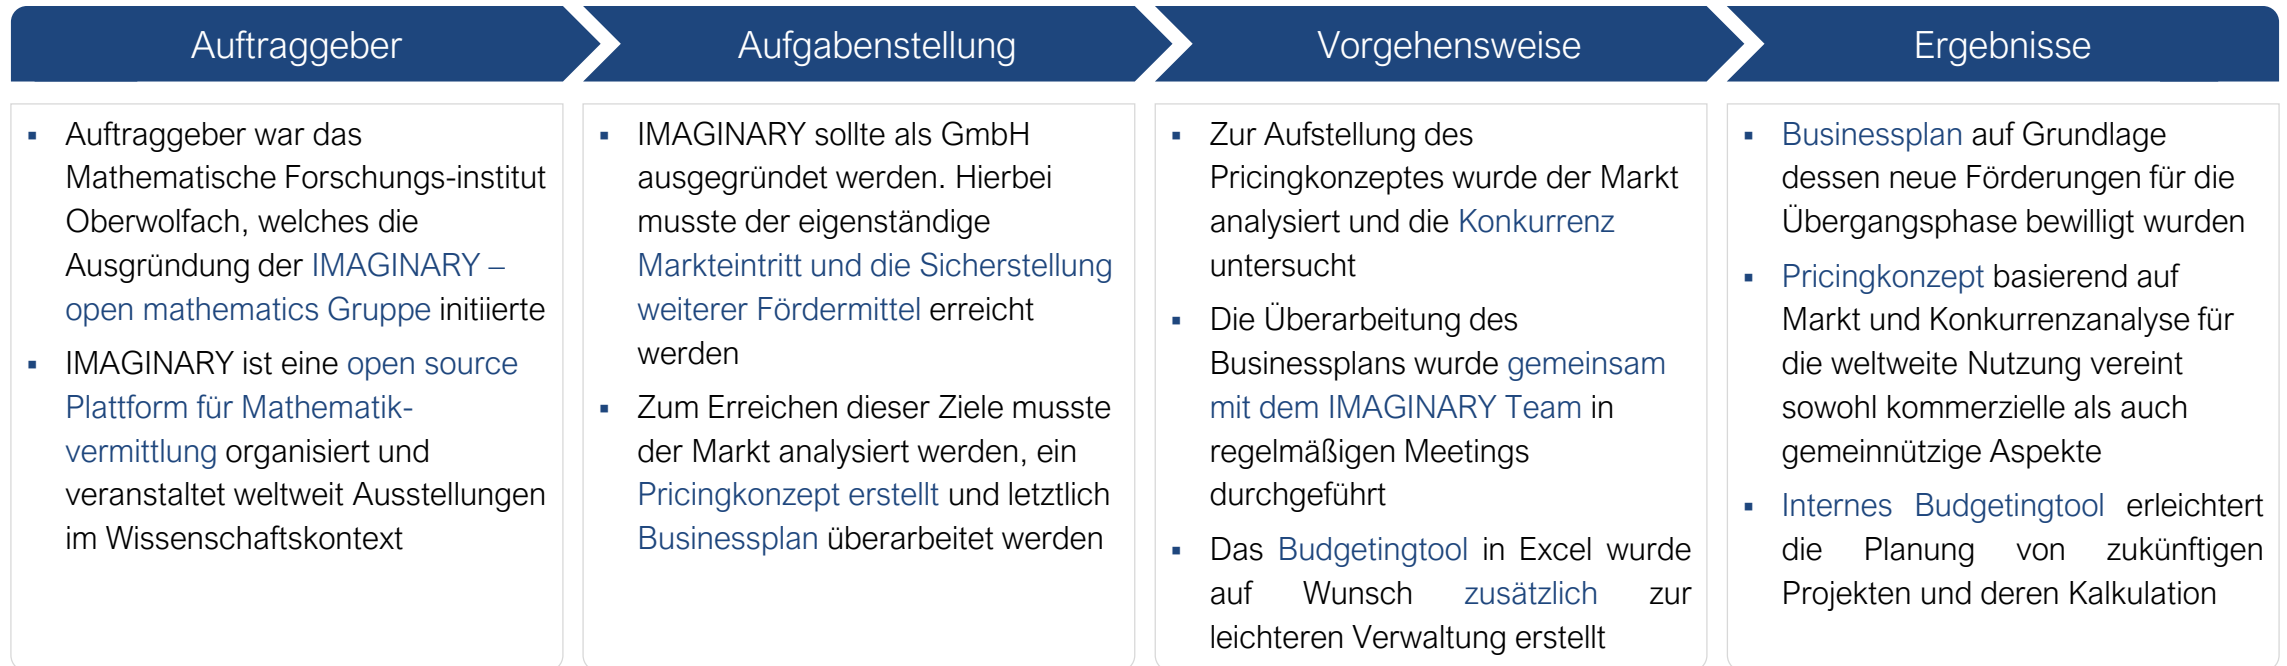 Auftraggeber
Aufgabenstellung
Vorgehensweise
Ergebnisse
▪ Auftraggeber war das
Mathematische Forschungs-institut
Oberwolfach, welches die
Ausgründung der IMAGINARY –
open mathematics Gruppe initiierte
▪ IMAGINARY ist eine open source
Plattform für Mathematik-
vermittlung organisiert und
veranstaltet weltweit Ausstellungen
im Wissenschaftskontext
▪ IMAGINARY sollte als GmbH
ausgegründet werden. Hierbei
musste der eigenständige
Markteintritt und die Sicherstellung
weiterer Fördermittel erreicht
werden
▪ Zum Erreichen dieser Ziele musste
der Markt analysiert werden, ein
Pricingkonzept erstellt und letztlich
Businessplan überarbeitet werden
▪ Zur Aufstellung des
Pricingkonzeptes wurde der Markt
analysiert und die Konkurrenz
untersucht
▪ Die Überarbeitung des
Businessplans wurde gemeinsam
mit dem IMAGINARY Team in
regelmäßigen Meetings
durchgeführt
▪ Das Budgetingtool in Excel wurde
auf Wunsch zusätzlich zur
leichteren Verwaltung erstellt
▪ Businessplan auf Grundlage
dessen neue Förderungen für die
Übergangsphase bewilligt wurden
▪ Pricingkonzept basierend auf
Markt und Konkurrenzanalyse für
die weltweite Nutzung vereint
sowohl kommerzielle als auch
gemeinnützige Aspekte
▪ Internes Budgetingtool erleichtert
die Planung von zukünftigen
Projekten und deren Kalkulation